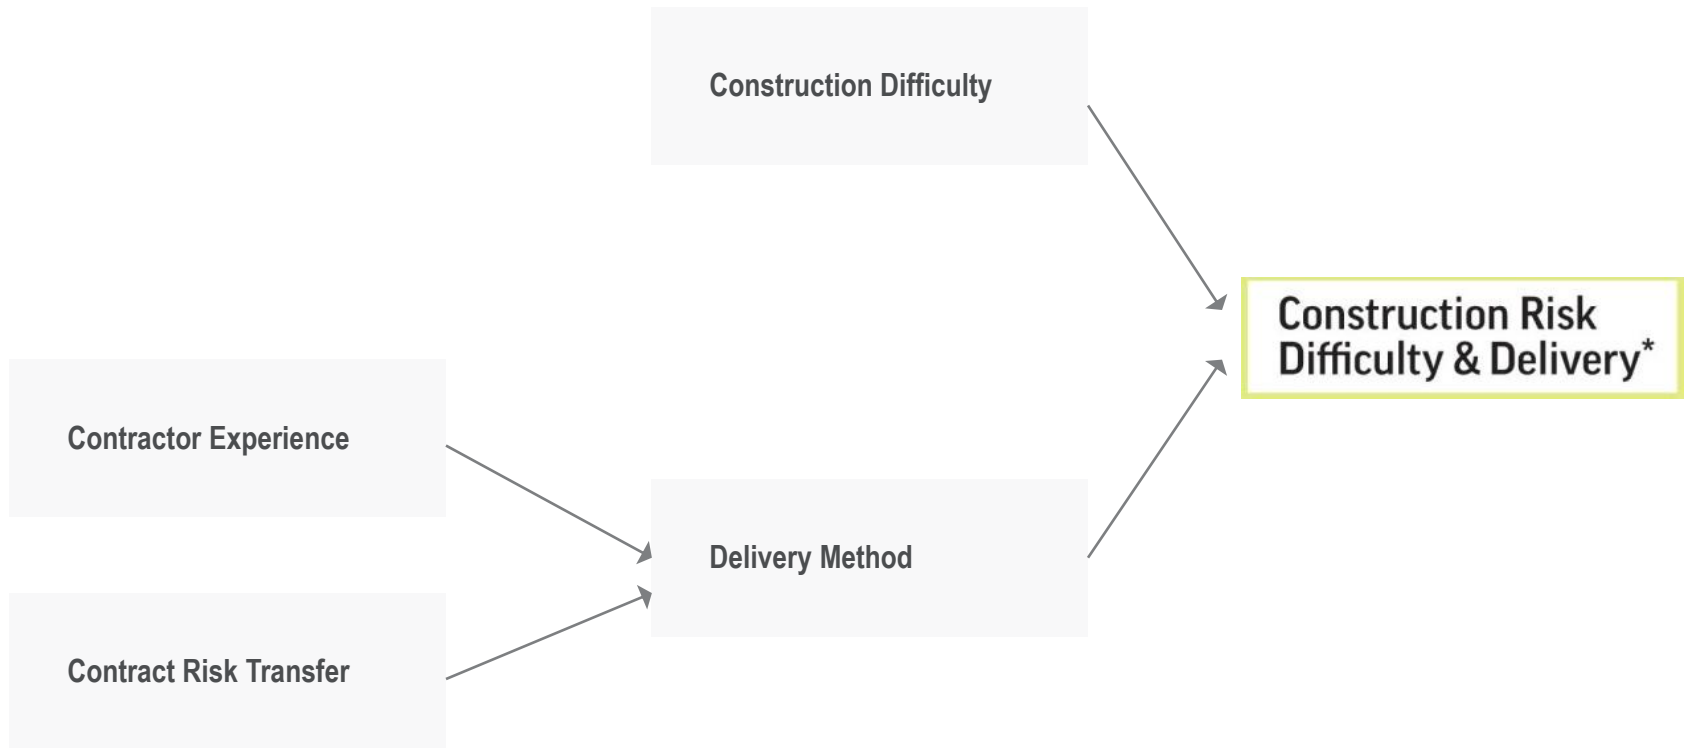 Construction Difficulty
Construction Risk
Difficulty & Delivery*
Contractor Experience
Delivery Method
Contract Risk Transfer